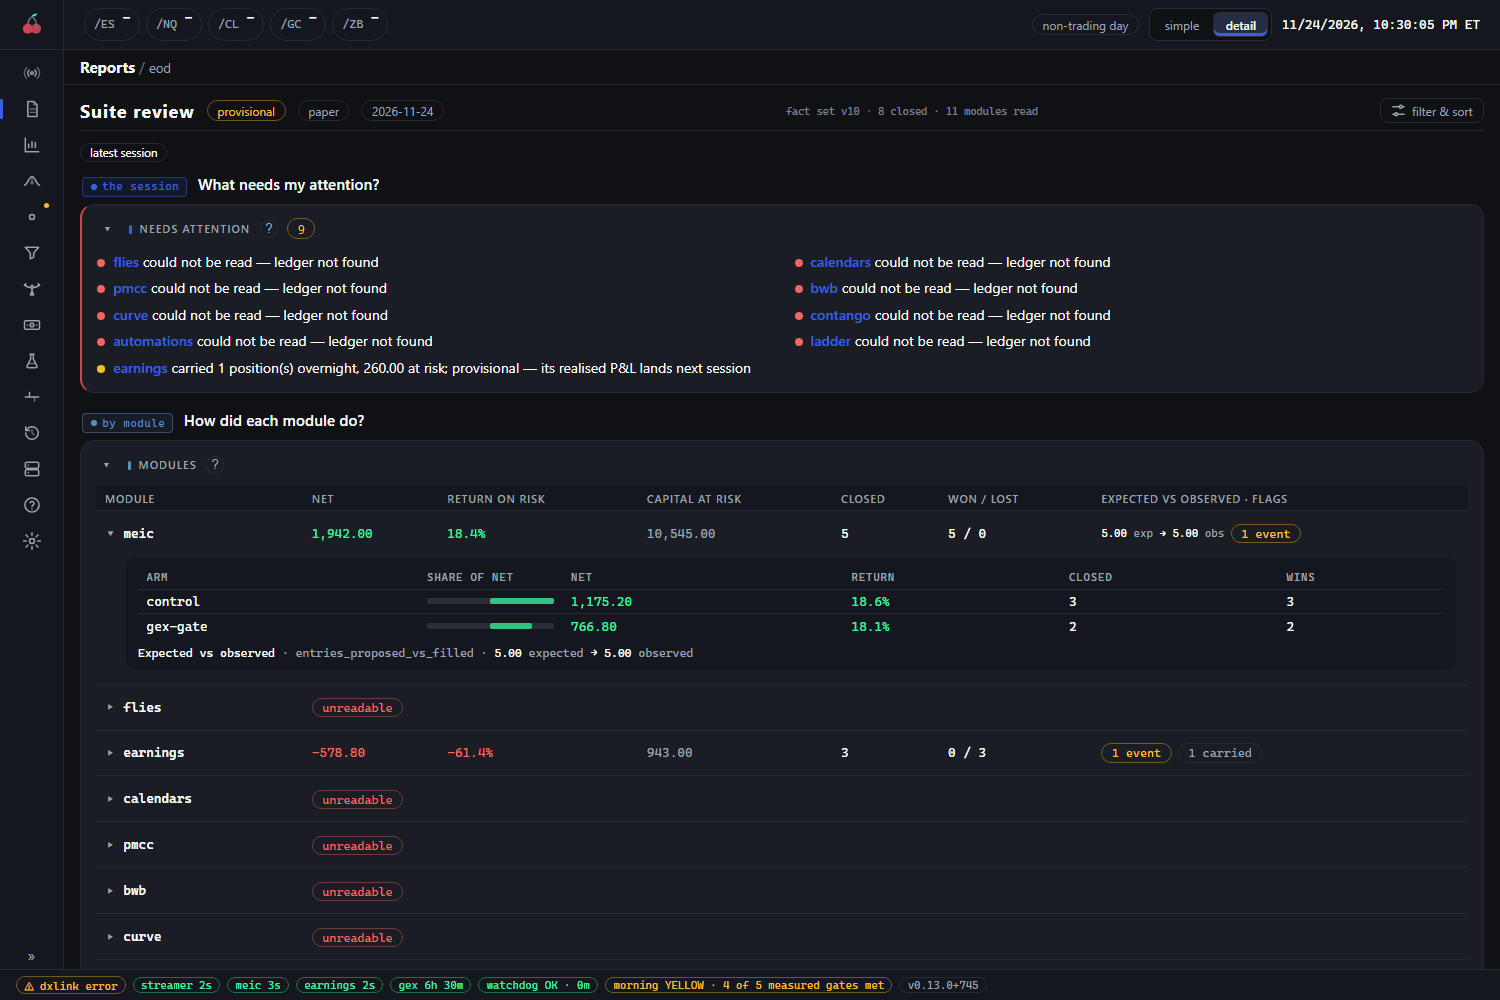 /ES –
/NQ –
/CL –
/GC –
/ZB –
non-trading day
simple
detail
11/24/2026, 10:30:05 PM ET
Reports / eod
Suite review
provisional
paper
2026-11-24
fact set v10 · 8 closed · 11 modules read
filter & sort
latest session
the session
What needs my attention?
NEEDS ATTENTION ? 9
flies could not be read — ledger not found
calendars could not be read — ledger not found
pmcc could not be read — ledger not found
bwb could not be read — ledger not found
curve could not be read — ledger not found
contango could not be read — ledger not found
automations could not be read — ledger not found
ladder could not be read — ledger not found
earnings carried 1 position(s) overnight, 260.00 at risk; provisional — its realised P&L lands next session
by module
How did each module do?
MODULES ?
MODULE NET RETURN ON RISK CAPITAL AT RISK CLOSED WON / LOST EXPECTED VS OBSERVED · FLAGS
meic 1,942.00 18.4% 10,545.00 5 5 / 0 5.00 exp → 5.00 obs 1 event
ARM SHARE OF NET NET RETURN CLOSED WINS
control 1,175.20 18.6% 3 3
gex-gate 766.80 18.1% 2 2
Expected vs observed · entries_proposed_vs_filled · 5.00 expected → 5.00 observed
flies unreadable
earnings −578.80 −61.4% 943.00 3 0 / 3 1 event 1 carried
calendars unreadable
pmcc unreadable
bwb unreadable
curve unreadable
»
⚠ dxlink error
streamer 2s
meic 3s
earnings 2s
gex 6h 30m
watchdog OK · 0m
morning YELLOW · 4 of 5 measured gates met
v0.13.0+745